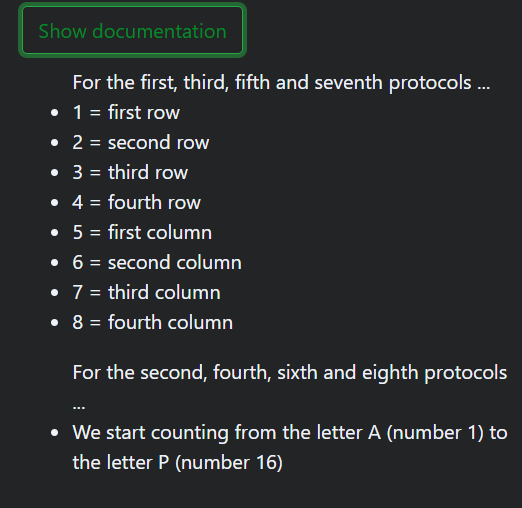 Show documentation
For the first, third, fifth and seventh protocols ...
• 1 = first row
• 2 = second row
• 3 = third row
• 4 = fourth row
• 5 = first column
• 6 = second column
• 7 = third column
• 8 = fourth column
For the second, fourth, sixth and eighth protocols
...
• We start counting from the letter A (number 1) to
the letter P (number 16)